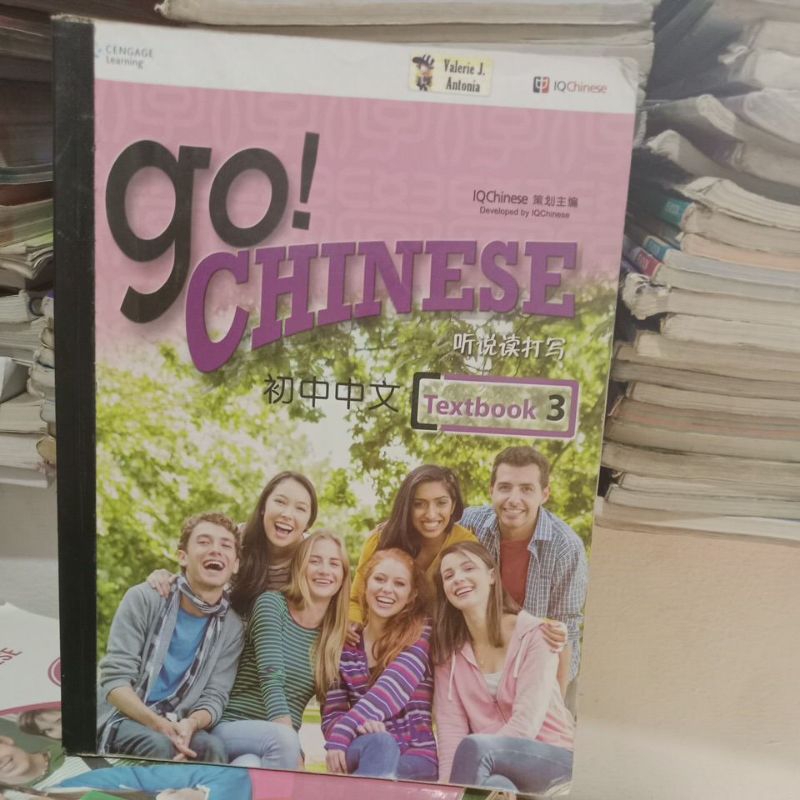 CENGAGE
Learning
Valerie J.
Antonia
中 IQChinese
IQChinese 策划主编
Developed by IQChinese
go!
CHINESE
听说读打写
初中中文
Textbook 3